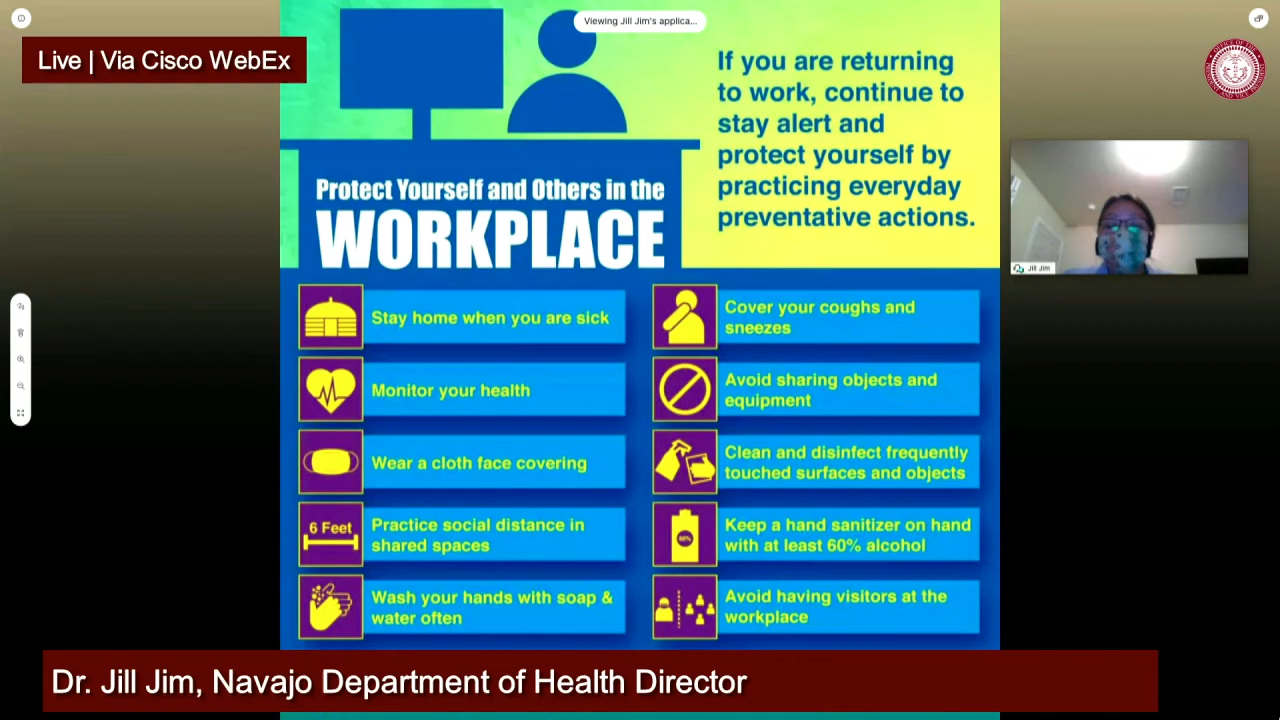 Viewing Jill Jim's applica...
Live | Via Cisco WebEx
If you are returning
to work, continue to
stay alert and
protect yourself by
practicing everyday
preventative actions.
Protect Yourself and Others in the
WORKPLACE
Jill Jim
Stay home when you are sick
Monitor your health
Wear a cloth face covering
6 Feet
Practice social distance in
shared spaces
Wash your hands with soap &
water often
Cover your coughs and
sneezes
Avoid sharing objects and
equipment
Clean and disinfect frequently
touched surfaces and objects
60%
Keep a hand sanitizer on hand
with at least 60% alcohol
Avoid having visitors at the
workplace
Dr. Jill Jim, Navajo Department of Health Director